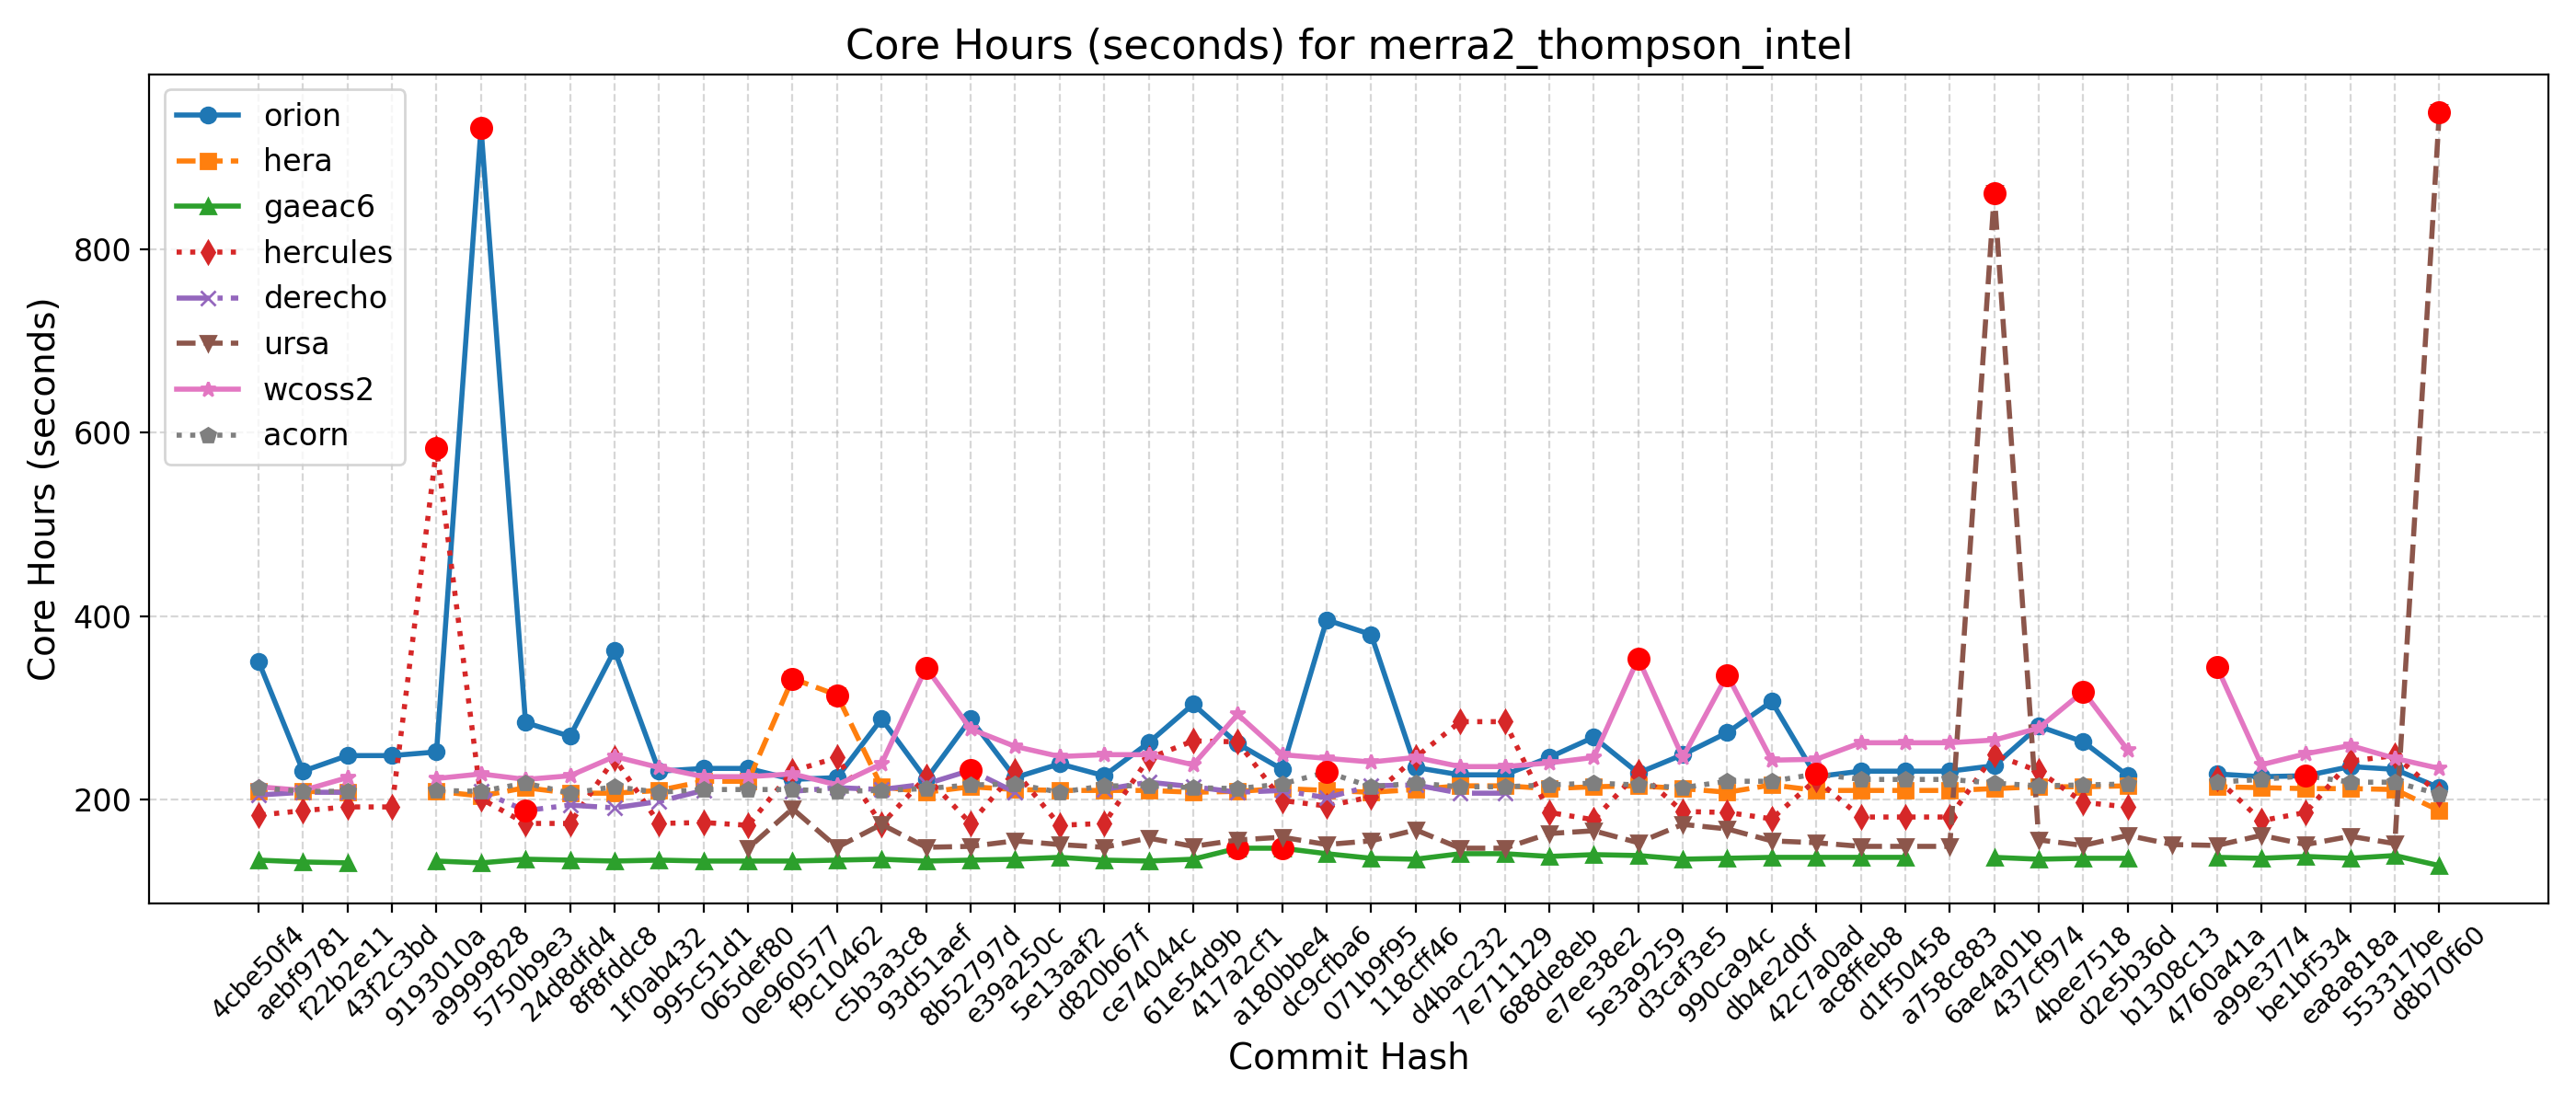 Core Hours (seconds) for merra2_thompson_intel
orion
hera
gaeac6
hercules
derecho
ursa
wcoss2
acorn
Core Hours (seconds)
800
600
400
200
4cbe50f4
aebf9781
f22b2e11
43f2c3bd
9193010a
a9999828
5750b9e3
24d8dfd4
8f8fddc8
1f0ab432
995c51d1
065def80
0e960577
f9c10462
c5b3a3c8
93d51aef
8b52797d
e39a250c
5e13aaf2
d820b67f
ce74044c
61e54d9b
417a2cf1
a180bbe4
dc9cfba6
071b9f95
118cff46
d4bac232
7e711129
688de8eb
e7ee38e2
5e3a9259
d3caf3e5
990ca94c
db4e2d0f
42c7a0ad
ac8ffeb8
d1f50458
a758c883
6ae4a01b
437cf974
4bee7518
d2e5b36d
b1308c13
4760a41a
a99e3774
be1bf534
ea8a818a
553317be
d8b70f60
Commit Hash